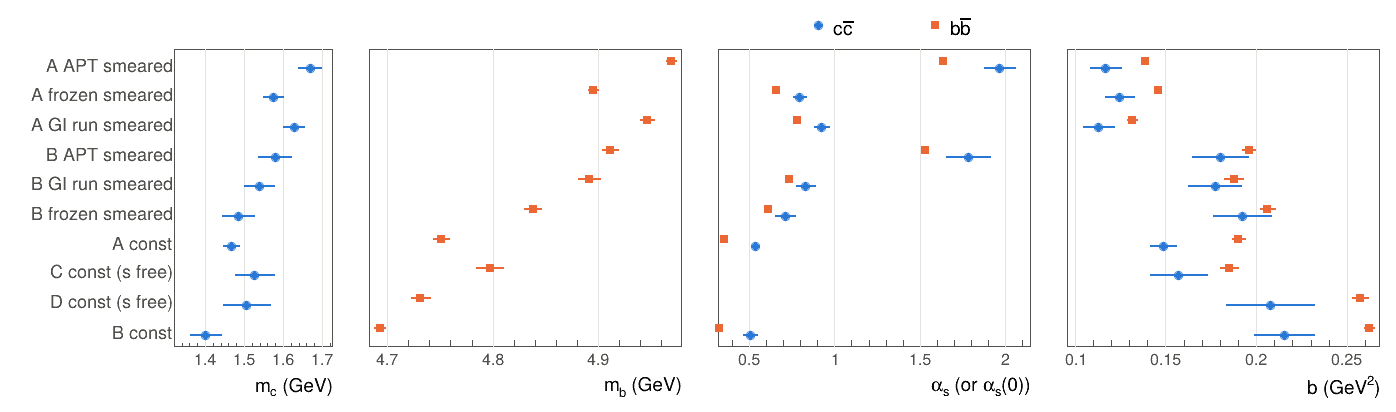 cc̅ bb̅
A APT smeared
A frozen smeared
A GI run smeared
B APT smeared
B GI run smeared
B frozen smeared
A const
C const (s free)
D const (s free)
B const
1.4 1.5 1.6 1.7 4.7 4.8 4.9 0.5 1 1.5 2 0.1 0.15 0.2 0.25
m_c (GeV) m_b (GeV) α_s (or α_s(0)) b (GeV²)